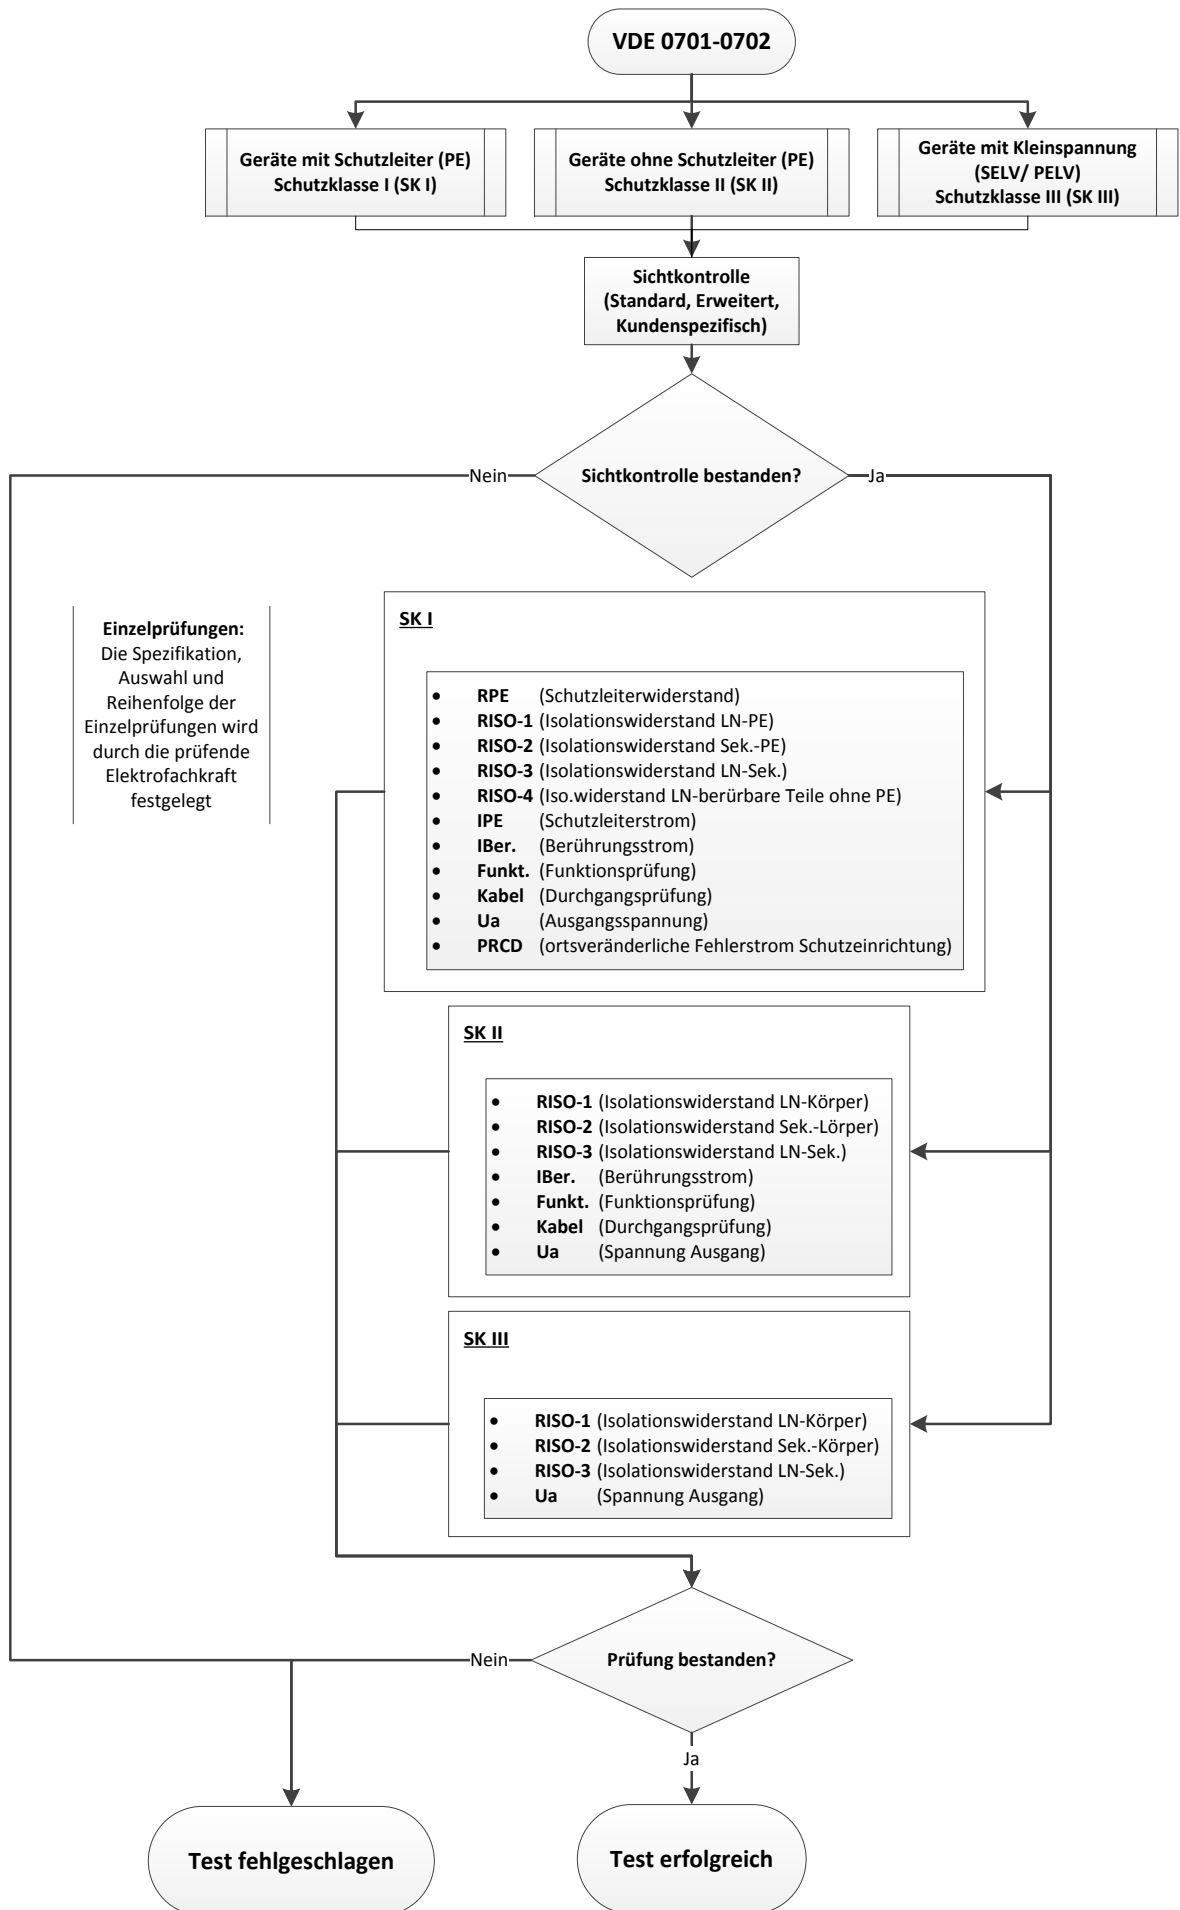 VDE 0701-0702
Geräte mit Schutzleiter (PE)
Schutzklasse I (SK I)
Geräte ohne Schutzleiter (PE)
Schutzklasse II (SK II)
Geräte mit Kleinspannung
(SELV/ PELV)
Schutzklasse III (SK III)
Sichtkontrolle
(Standard, Erweitert,
Kundenspezifisch)
Nein
Sichtkontrolle bestanden?
Ja
Einzelprüfungen:
Die Spezifikation,
Auswahl und
Reihenfolge der
Einzelprüfungen wird
durch die prüfende
Elektrofachkraft
festgelegt
SK I
• RPE (Schutzleiterwiderstand)
• RISO-1 (Isolationswiderstand LN-PE)
• RISO-2 (Isolationswiderstand Sek.-PE)
• RISO-3 (Isolationswiderstand LN-Sek.)
• RISO-4 (Iso.widerstand LN-berürbare Teile ohne PE)
• IPE (Schutzleiterstrom)
• IBer. (Berührungsstrom)
• Funkt. (Funktionsprüfung)
• Kabel (Durchgangsprüfung)
• Ua (Ausgangsspannung)
• PRCD (ortsveränderliche Fehlerstrom Schutzeinrichtung)
SK II
• RISO-1 (Isolationswiderstand LN-Körper)
• RISO-2 (Isolationswiderstand Sek.-Lörper)
• RISO-3 (Isolationswiderstand LN-Sek.)
• IBer. (Berührungsstrom)
• Funkt. (Funktionsprüfung)
• Kabel (Durchgangsprüfung)
• Ua (Spannung Ausgang)
SK III
• RISO-1 (Isolationswiderstand LN-Körper)
• RISO-2 (Isolationswiderstand Sek.-Körper)
• RISO-3 (Isolationswiderstand LN-Sek.)
• Ua (Spannung Ausgang)
Nein
Prüfung bestanden?
Ja
Test fehlgeschlagen
Test erfolgreich